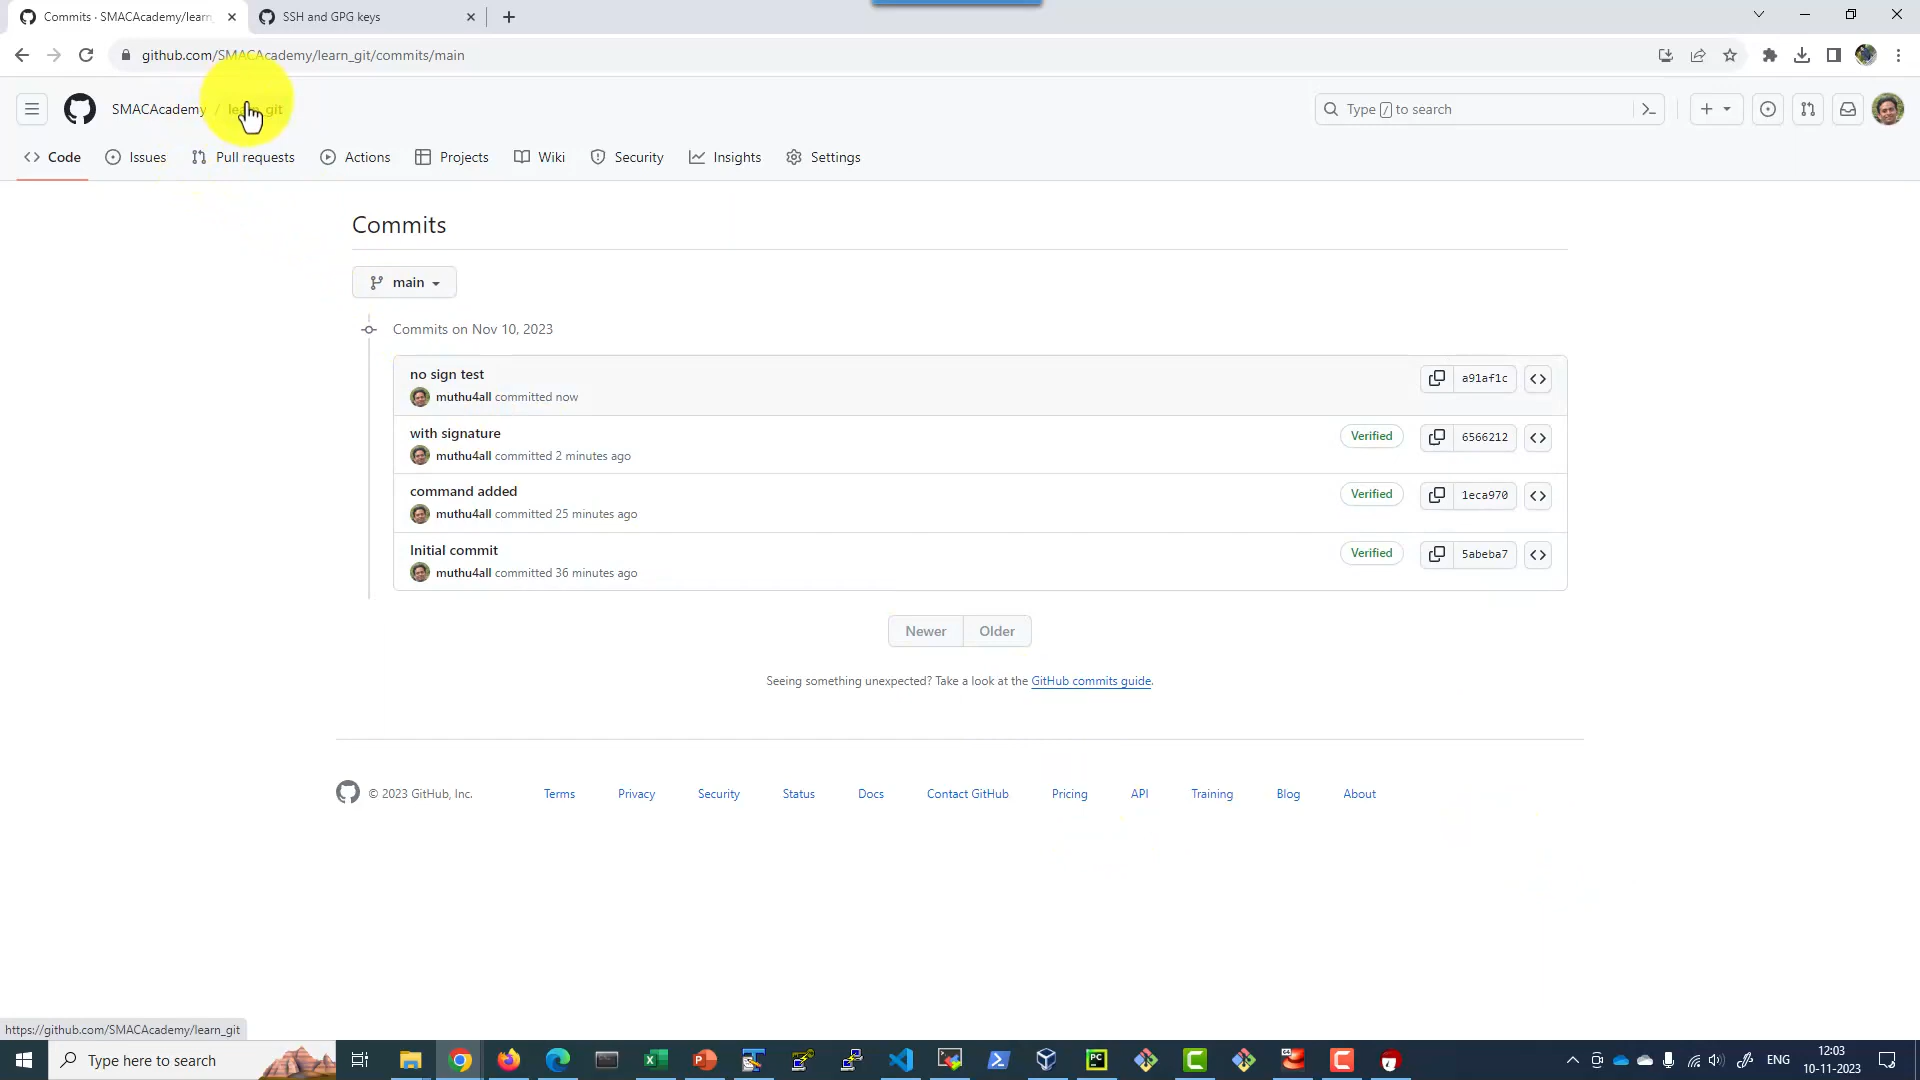 Commits · SMACAcademy/learn_
SSH and GPG keys
github.com/SMACAcademy/learn_git/commits/main
SMACAcademy / learn_git
Type / to search
Code
Issues
Pull requests
Actions
Projects
Wiki
Security
Insights
Settings
Commits
main
Commits on Nov 10, 2023
no sign test
a91af1c
muthu4all committed now
with signature
Verified
6566212
muthu4all committed 2 minutes ago
command added
Verified
1eca970
muthu4all committed 25 minutes ago
Initial commit
Verified
5abeba7
muthu4all committed 36 minutes ago
Newer
Older
Seeing something unexpected? Take a look at the GitHub commits guide.
© 2023 GitHub, Inc.
Terms
Privacy
Security
Status
Docs
Contact GitHub
Pricing
API
Training
Blog
About
https://github.com/SMACAcademy/learn_git
Type here to search
ENG
12:03
10-11-2023